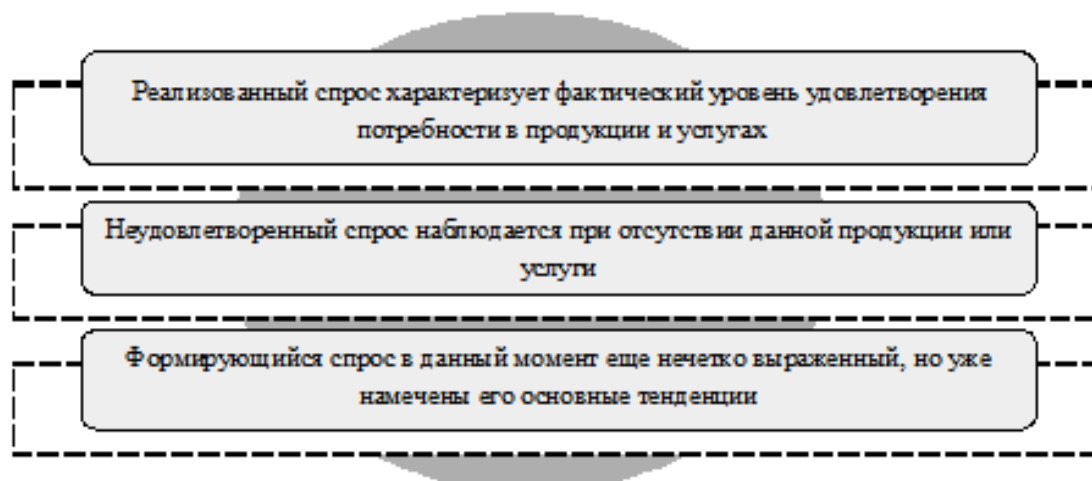 Реализованный спрос характеризует фактический уровень удовлетворения
потребности в продукции и услугах
Неудовлетворенный спрос наблюдается при отсутствии данной продукции или
услуги
Формирующийся спрос в данный момент еще нечетко выраженный, но уже
намечены его основные тенденции